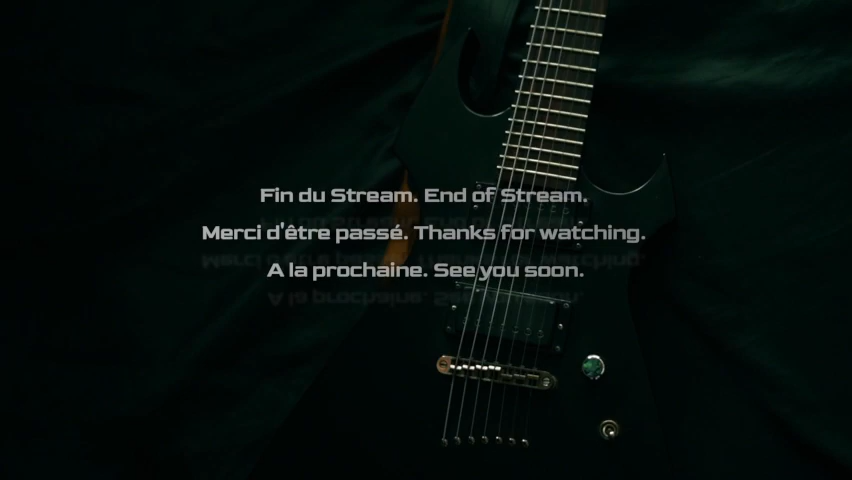 Fin du Stream. End of Stream.
Merci d'être passé. Thanks for watching.
A la prochaine. See you soon.